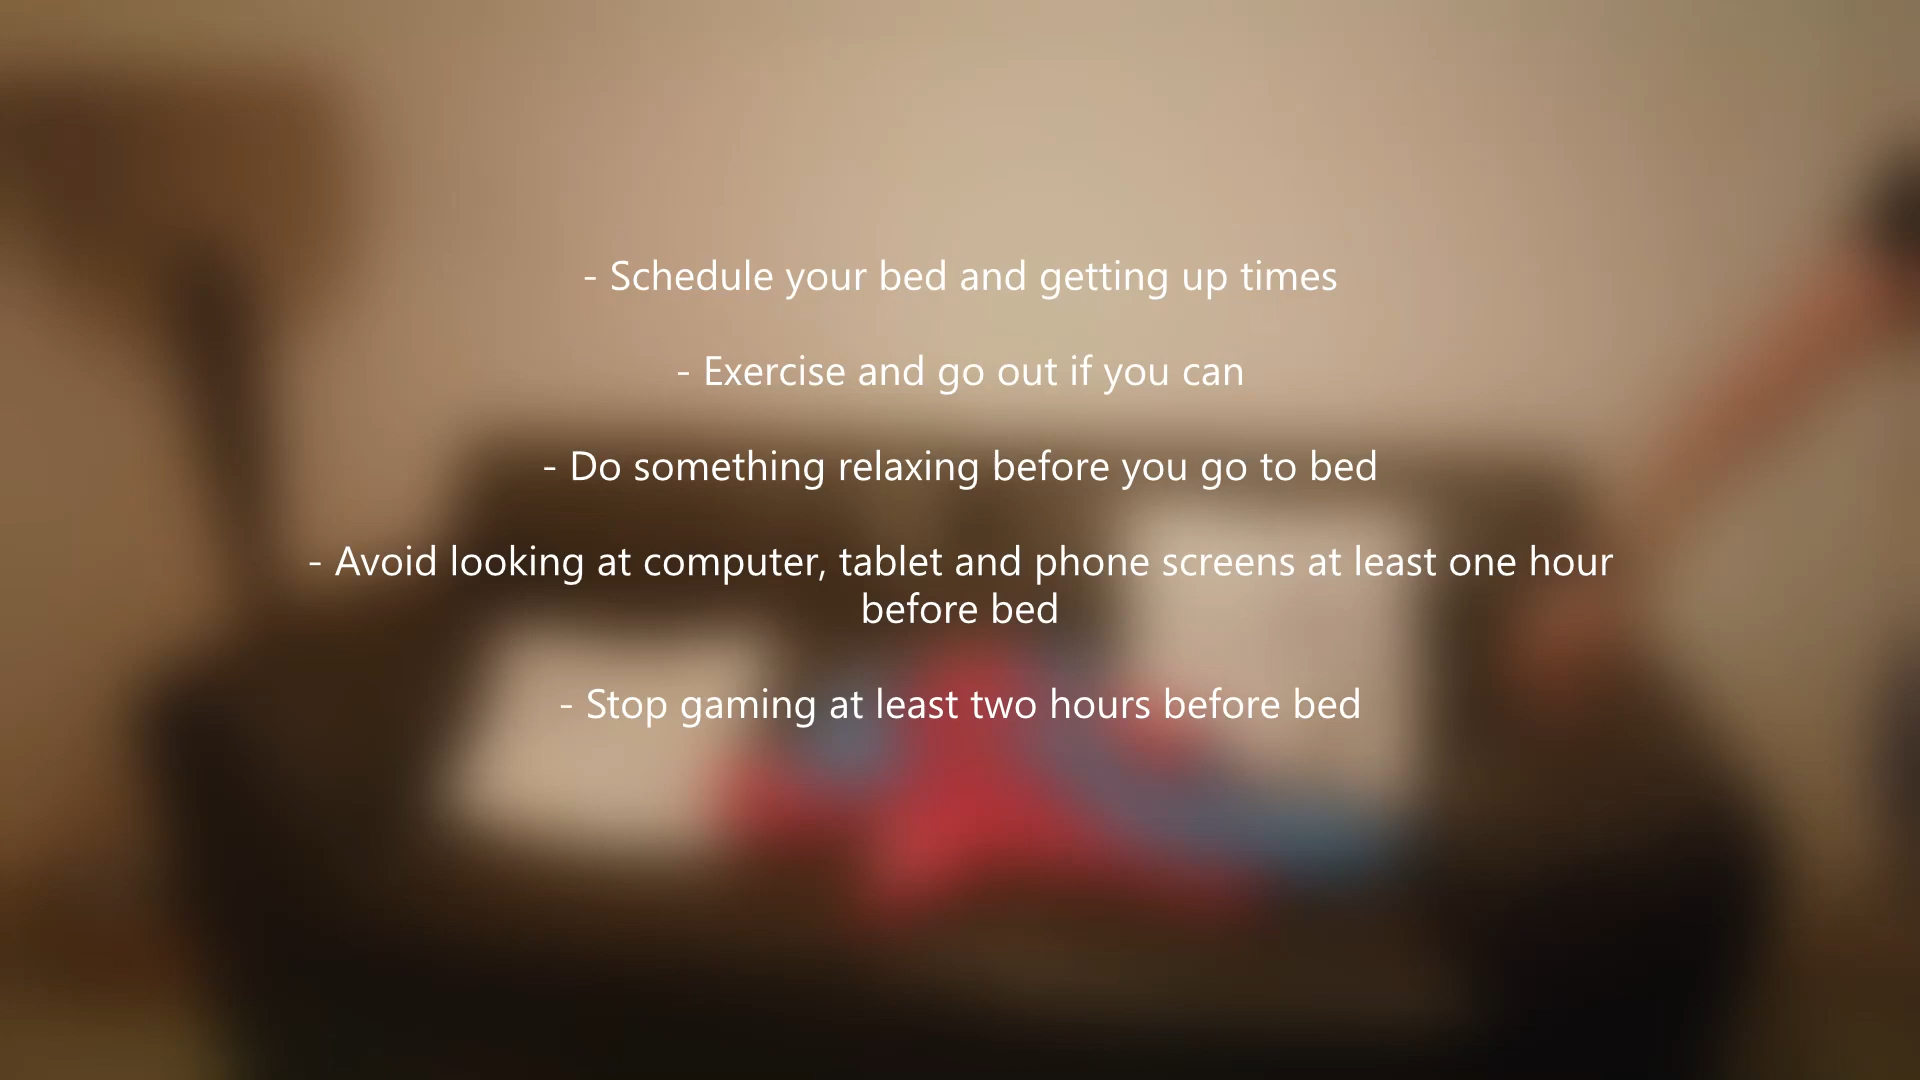 - Schedule your bed and getting up times
- Exercise and go out if you can
- Do something relaxing before you go to bed
- Avoid looking at computer, tablet and phone screens at least one hour
before bed
- Stop gaming at least two hours before bed